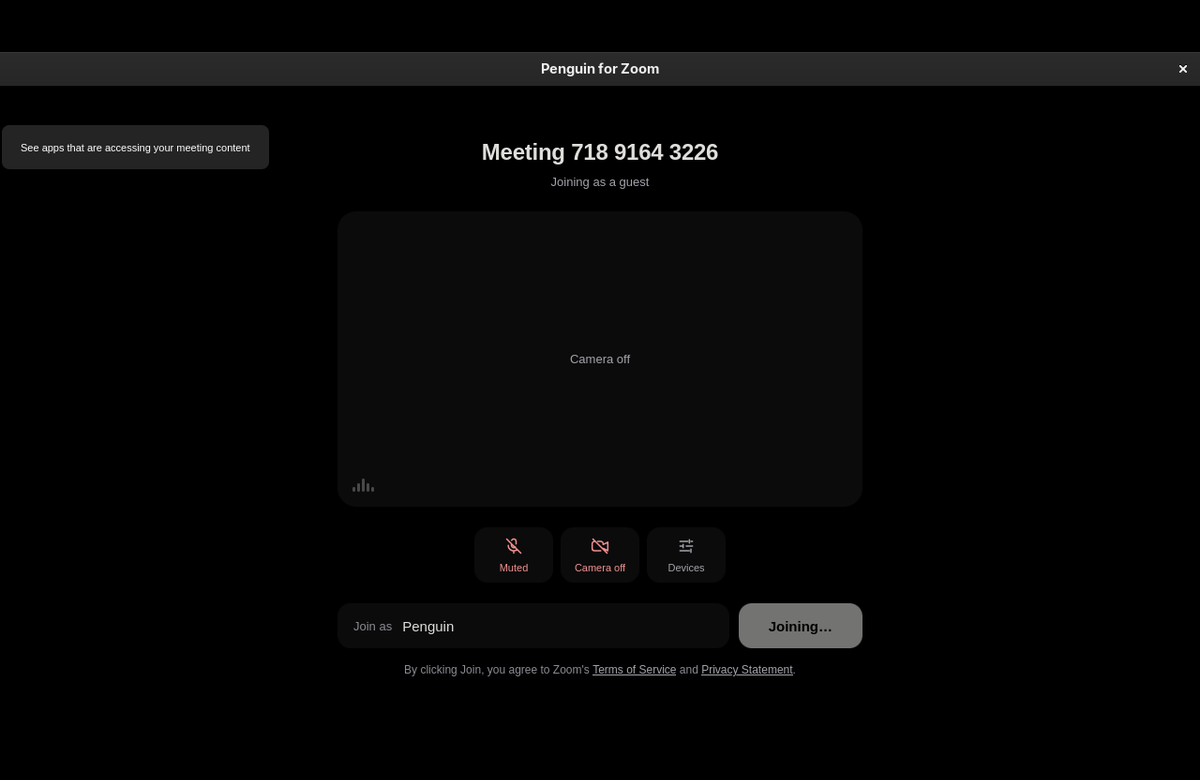 Penguin for Zoom
See apps that are accessing your meeting content
Meeting 718 9164 3226
Joining as a guest
Camera off
Muted
Camera off
Devices
Join as Penguin
Joining...
By clicking Join, you agree to Zoom's Terms of Service and Privacy Statement.